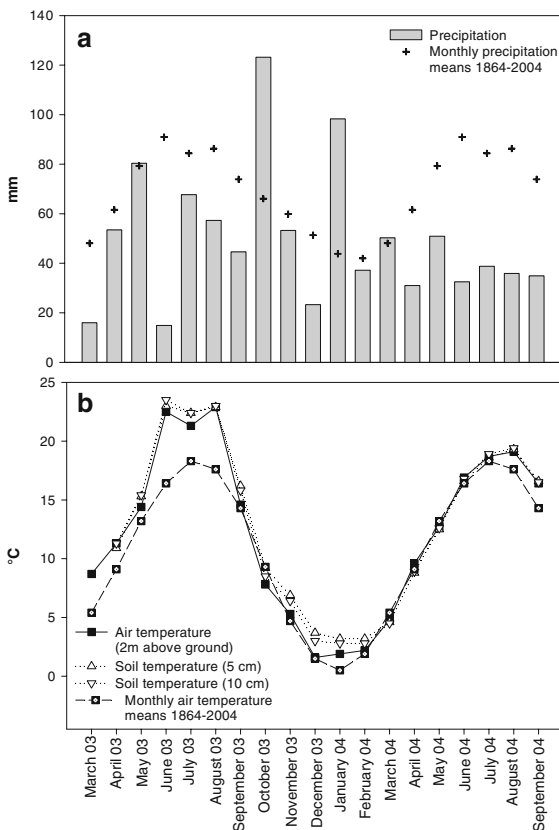 140
120
100
80
60
40
20
0
mm
a
Precipitation
Monthly precipitation
means 1864-2004
25
20
15
10
5
0
°C
b
Air temperature
(2m above ground)
Soil temperature (5 cm)
Soil temperature (10 cm)
Monthly air temperature
means 1864-2004
March 03
April 03
May 03
June 03
July 03
August 03
September 03
October 03
November 03
December 03
January 04
February 04
March 04
April 04
May 04
June 04
July 04
August 04
September 04